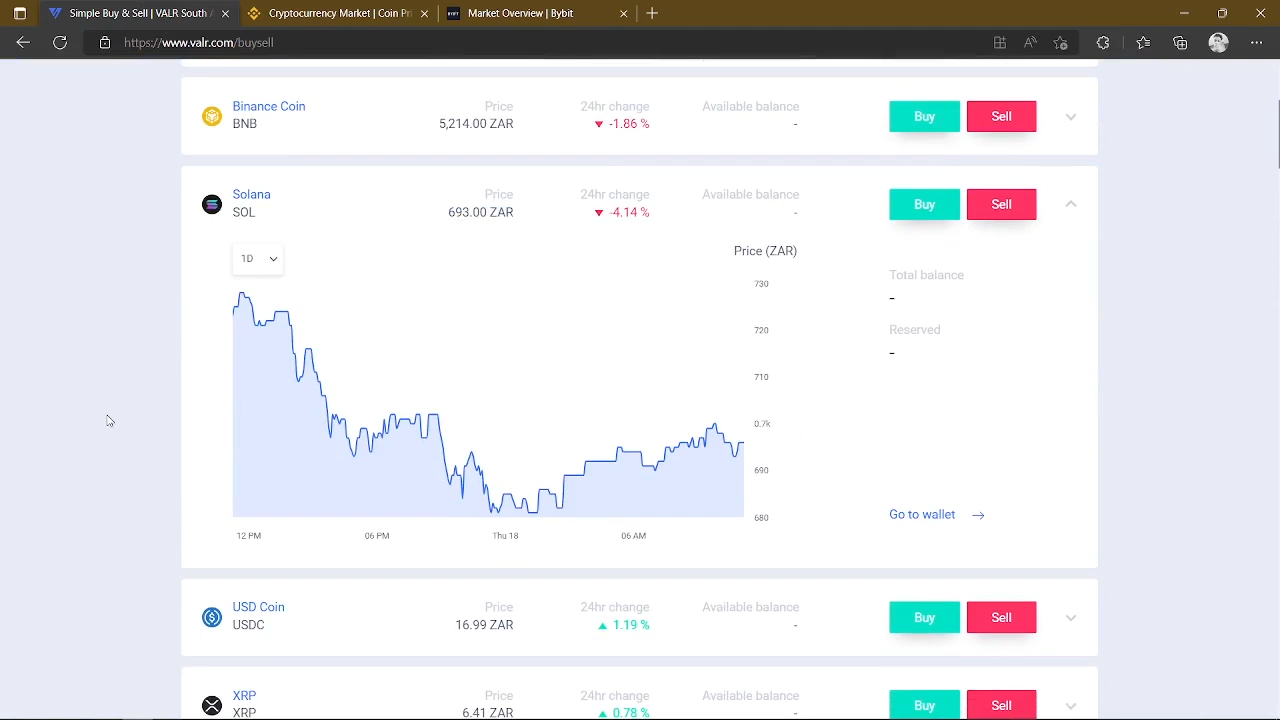 Simple Buy & Sell | VALR South A
Cryptocurrency Market | Coin Pri
BYBIT
Market Overview | Bybit
https://www.valr.com/buysell
Binance Coin
Price
24hr change
Available balance
Buy
Sell
BNB
5,214.00 ZAR
-1.86 %
-
Solana
Price
24hr change
Available balance
Buy
Sell
SOL
693.00 ZAR
-4.14 %
-
1D
Price (ZAR)
730
720
710
0.7k
690
680
12 PM
06 PM
Thu 18
06 AM
Total balance
-
Reserved
-
Go to wallet
USD Coin
Price
24hr change
Available balance
Buy
Sell
USDC
16.99 ZAR
1.19 %
-
XRP
Price
24hr change
Available balance
Buy
Sell
XRP
6.41 ZAR
0.78 %
-